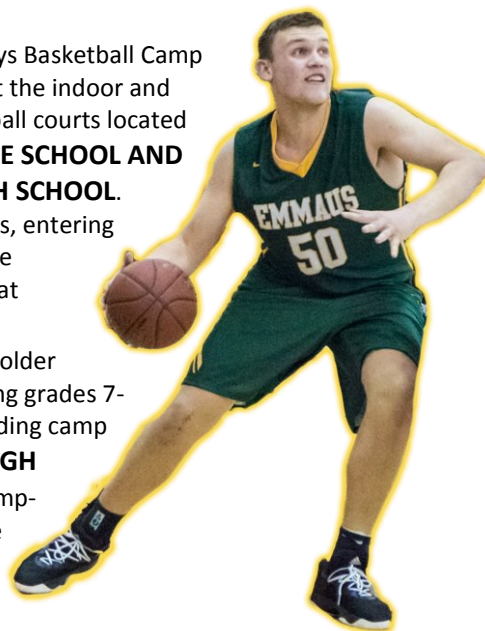 ys Basketball Camp
t the indoor and
ball courts located
E SCHOOL AND
H SCHOOL.
s, entering
e
at
older
ng grades 7-
ding camp
GH
mp-
e
EMMAUS
50